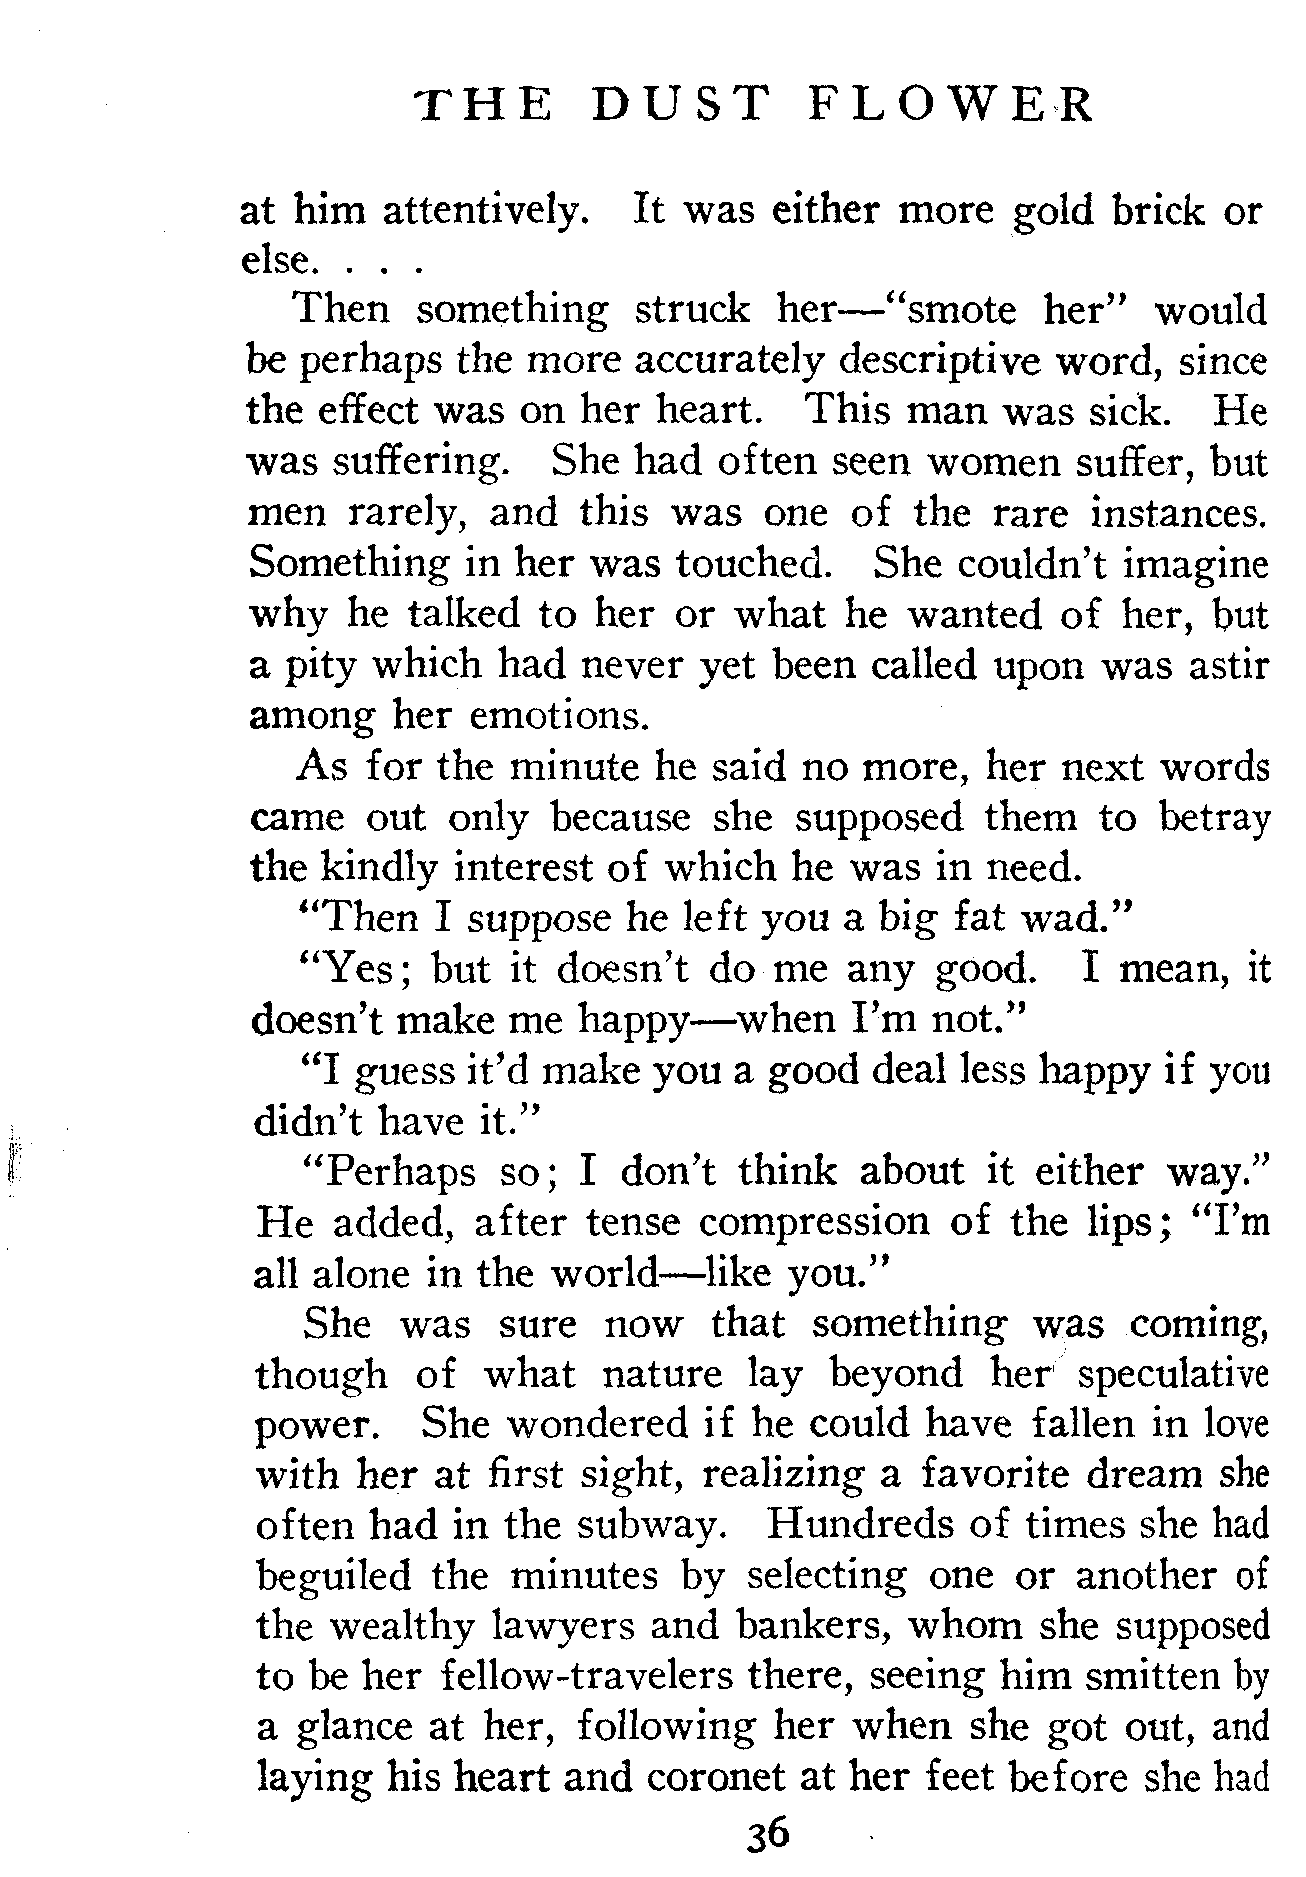 THE DUST FLOWER
at him attentively. It was either more gold brick or
else. . . .
Then something struck her—“smote her” would
be perhaps the more accurately descriptive word, since
the effect was on her heart. This man was sick. He
was suffering. She had often seen women suffer, but
men rarely, and this was one of the rare instances.
Something in her was touched. She couldn’t imagine
why he talked to her or what he wanted of her, but
a pity which had never yet been called upon was astir
among her emotions.
As for the minute he said no more, her next words
came out only because she supposed them to betray
the kindly interest of which he was in need.
“Then I suppose he left you a big fat wad.”
“Yes; but it doesn’t do me any good. I mean, it
doesn’t make me happy—when I’m not.”
“I guess it’d make you a good deal less happy if you
didn’t have it.”
“Perhaps so; I don’t think about it either way.”
He added, after tense compression of the lips; “I’m
all alone in the world—like you.”
She was sure now that something was coming,
though of what nature lay beyond her speculative
power. She wondered if he could have fallen in love
with her at first sight, realizing a favorite dream she
often had in the subway. Hundreds of times she had
beguiled the minutes by selecting one or another of
the wealthy lawyers and bankers, whom she supposed
to be her fellow-travelers there, seeing him smitten by
a glance at her, following her when she got out, and
laying his heart and coronet at her feet before she had
36